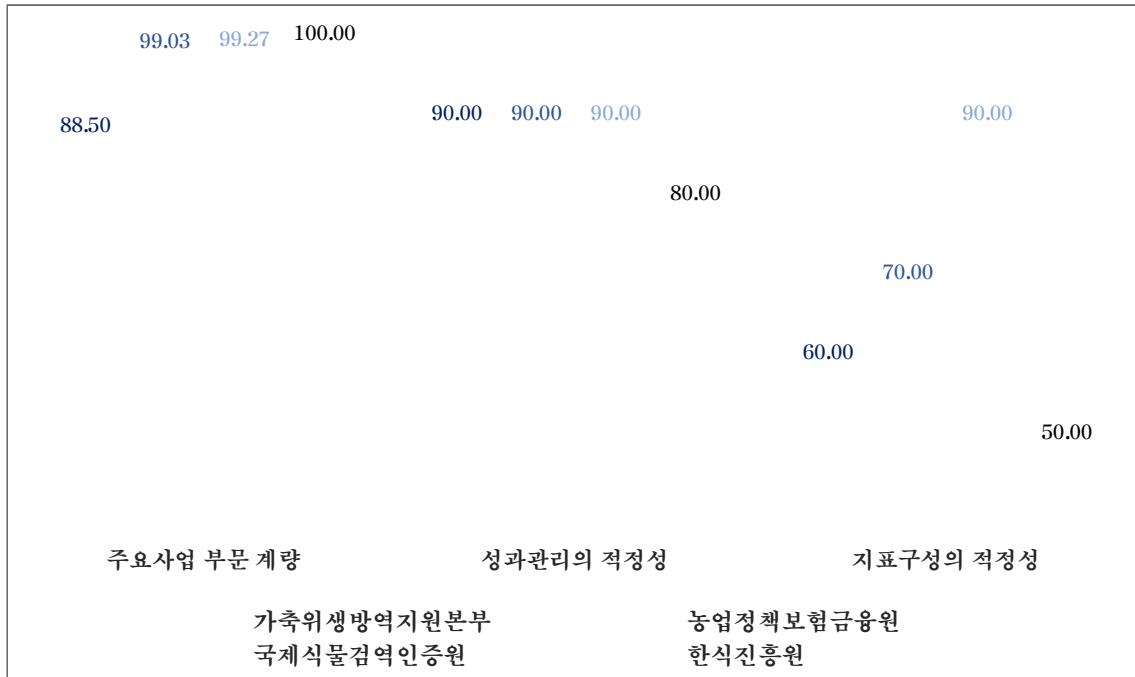 99.03 99.27 100.00
88.50 90.00 90.00 90.00 90.00
80.00
70.00
60.00
50.00
주요사업 부문 계량 성과관리의 적정성 지표구성의 적정성
가축위생방역지원본부 농업정책보험금융원
국제식물검역인증원 한식진흥원